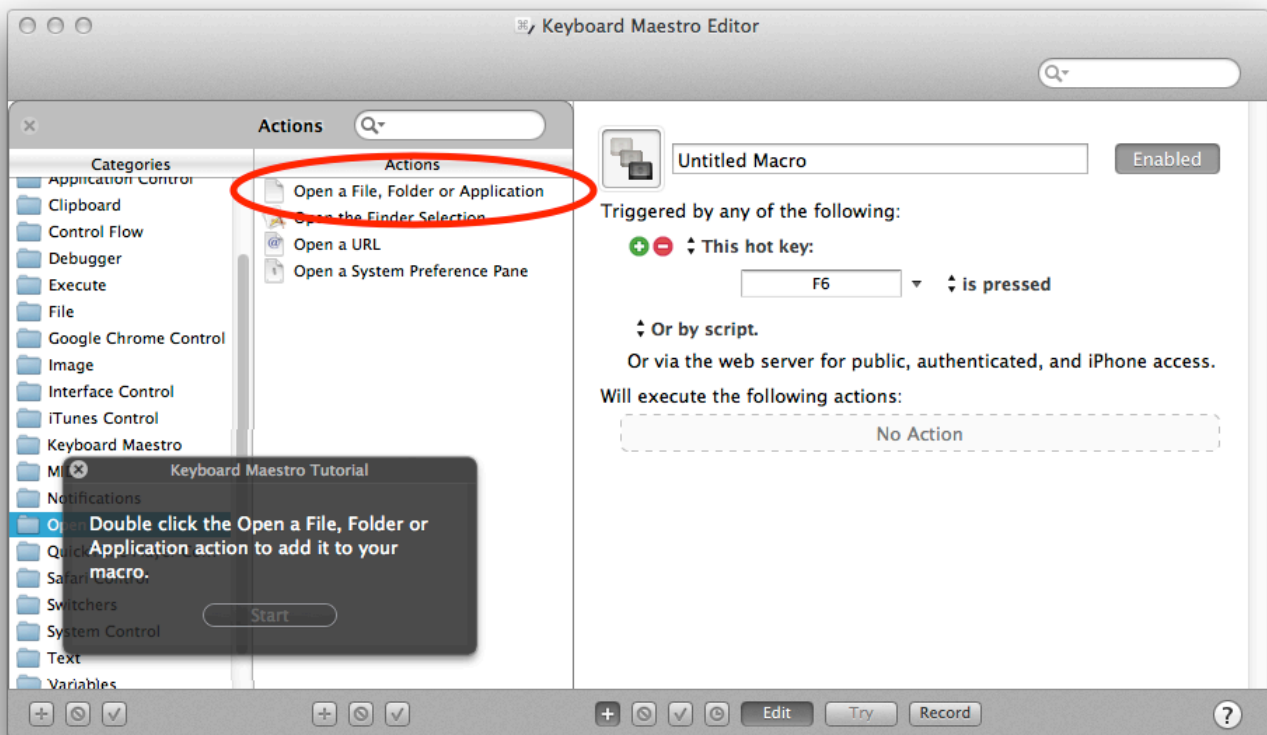 Keyboard Maestro Editor
Actions
Categories
Actions
Application Control
Clipboard
Control Flow
Debugger
Execute
File
Google Chrome Control
Image
Interface Control
iTunes Control
Keyboard Maestro
Notifications
Open
Safari Control
Switchers
System Control
Text
Variables
Open a File, Folder or Application
Open the Finder Selection
Open a URL
Open a System Preference Pane
Keyboard Maestro Tutorial
Double click the Open a File, Folder or
Application action to add it to your
macro.
Start
Untitled Macro
Enabled
Triggered by any of the following:
This hot key:
F6
is pressed
Or by script.
Or via the web server for public, authenticated, and iPhone access.
Will execute the following actions:
No Action
Edit
Try
Record
?